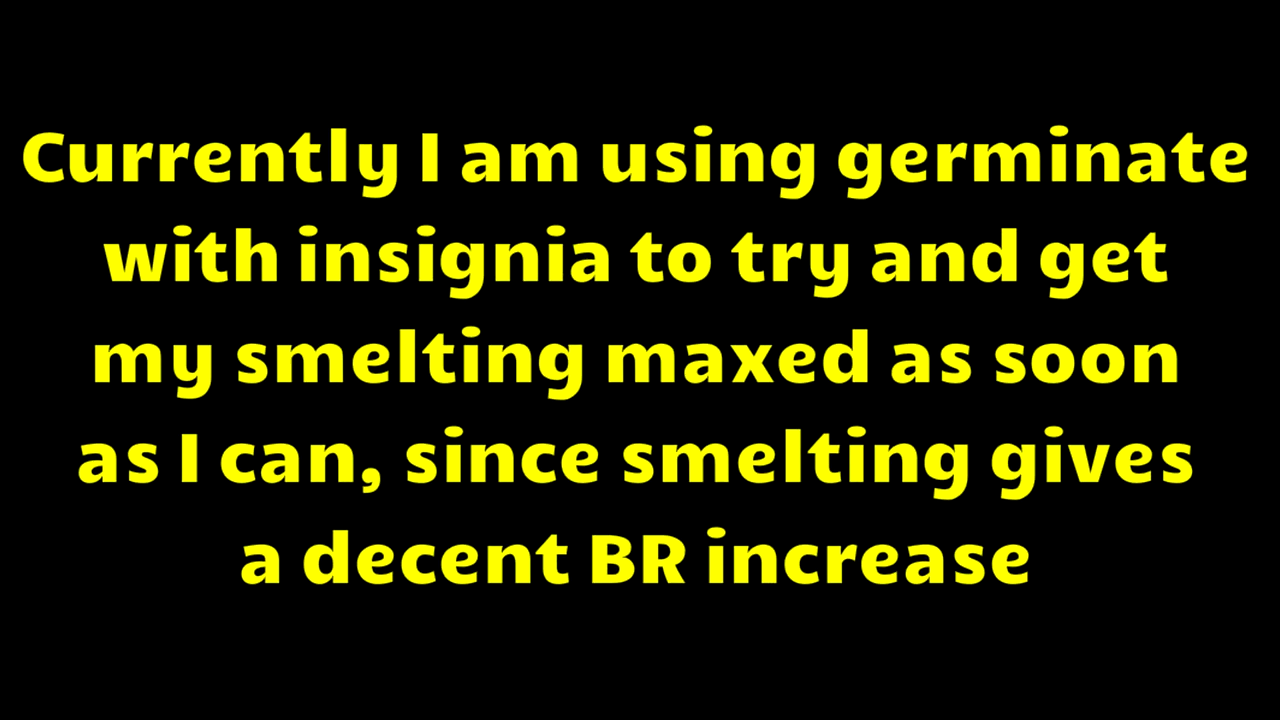 Currently I am using germinate
with insignia to try and get
my smelting maxed as soon
as I can, since smelting gives
a decent BR increase